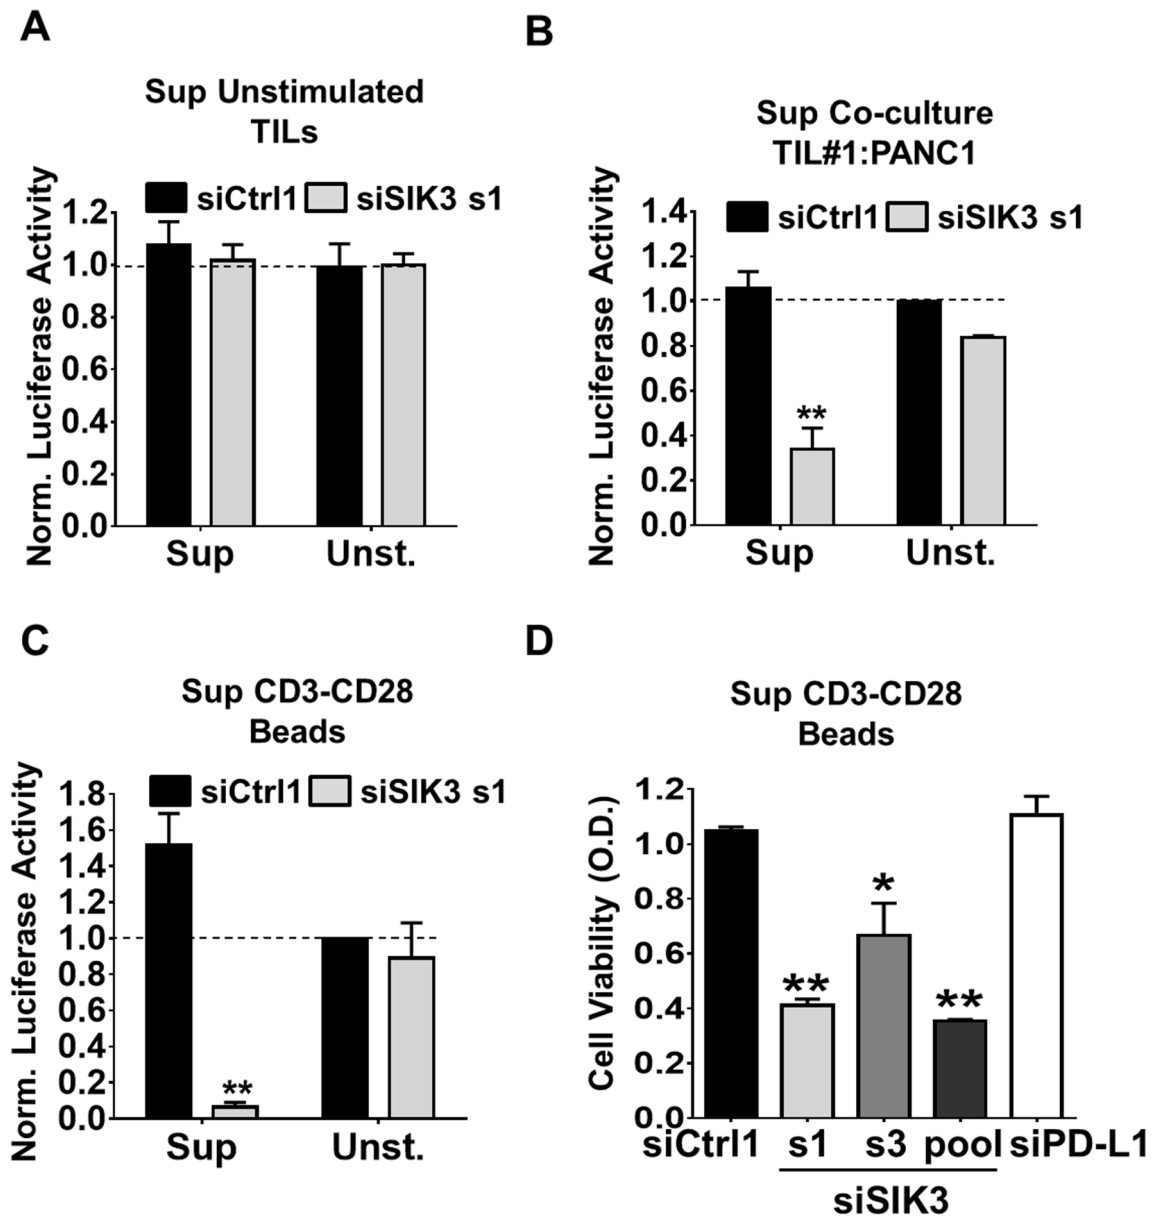 A
Sup Unstimulated
TILs
siCtrl1 siSIK3 s1
Norm. Luciferase Activity
1.2
1.0
0.8
0.6
0.4
0.2
0.0
Sup Unst.
B
Sup Co-culture
TIL#1:PANC1
siCtrl1 siSIK3 s1
Norm. Luciferase Activity
1.4
1.2
1.0
0.8
0.6
0.4
0.2
0.0
**
Sup Unst.
C
Sup CD3-CD28
Beads
siCtrl1 siSIK3 s1
Norm. Luciferase Activity
1.8
1.6
1.4
1.2
1.0
0.8
0.6
0.4
0.2
0.0
**
Sup Unst.
D
Sup CD3-CD28
Beads
Cell Viability (O.D.)
1.2
1.0
0.8
0.6
0.4
0.2
0.0
** * **
siCtrl1 s1 s3 pool siPD-L1
siSIK3